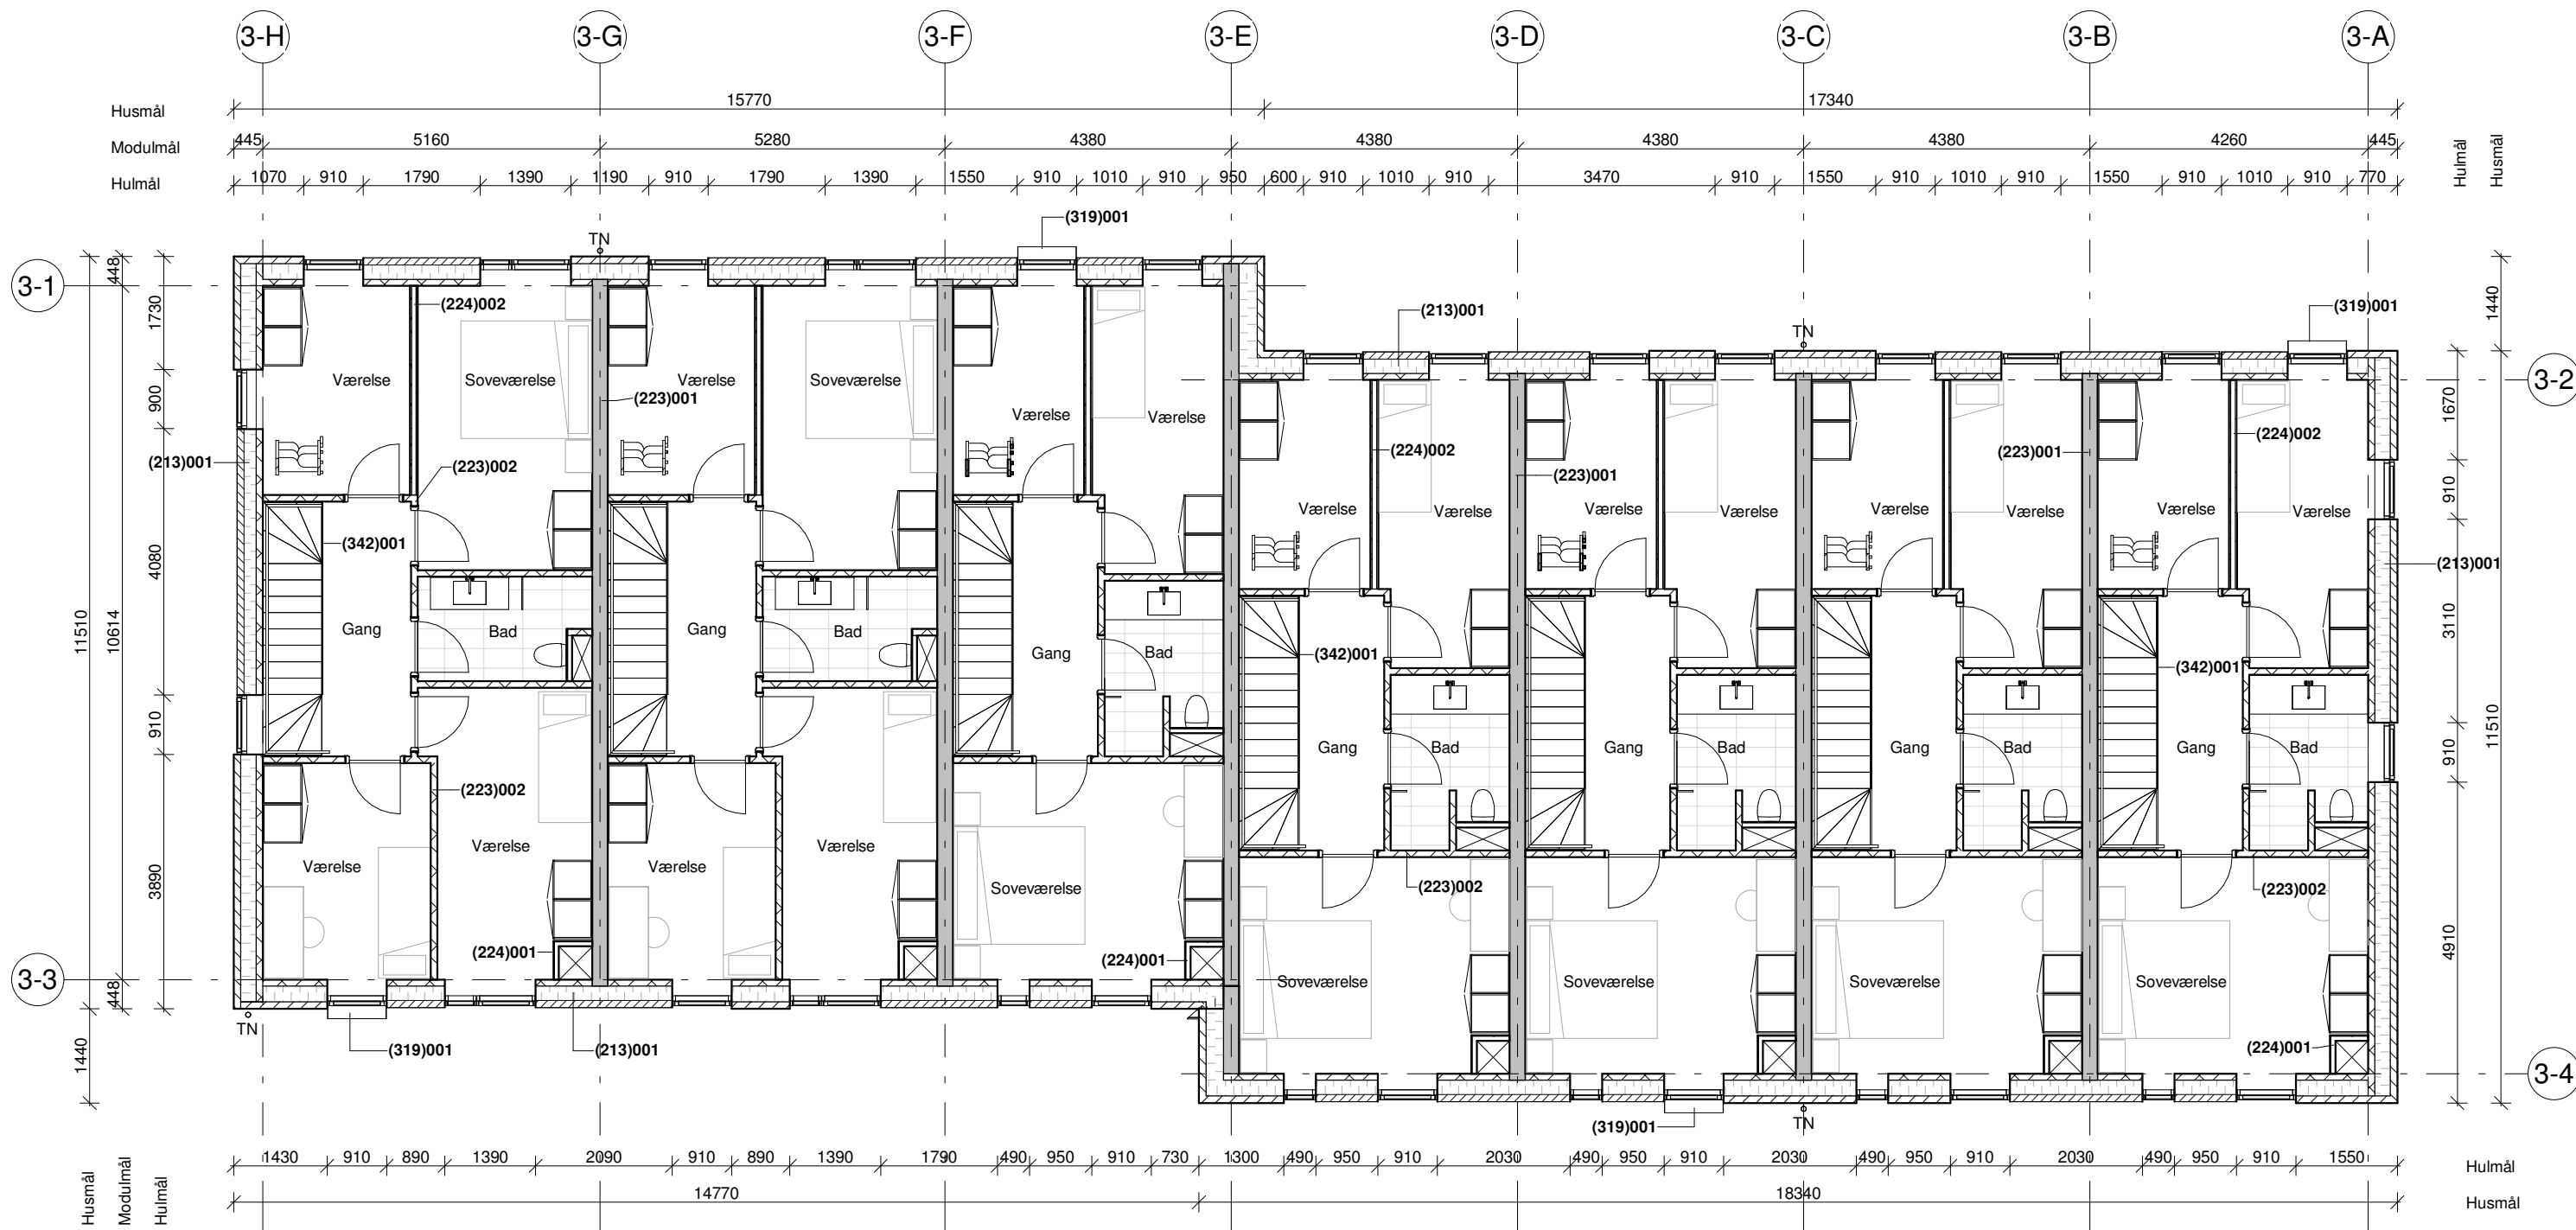 3-H 3-G 3-F 3-E 3-D 3-C 3-B 3-A
Husmål 15770 17340
Modulmål 445 5160 5280 4380 4380 4380 4380 4260 445
Hulmål 1070 910 1790 1390 1190 910 1790 1390 1550 910 1010 910 950 600 910 1010 910 3470 910 1550 910 1010 910 1550 910 1010 910 770
Hulmål
Husmål
(319)001
TN
3-1
448
1730
900
4080
910
3890
10614
448
11510
1440
(224)002
(213)001
TN
(319)001
1440
3-2
Værelse Soveværelse Værelse Soveværelse
(223)001
Værelse Værelse
(224)002
(223)001
(224)002
1670
(213)001
(223)002
(223)001
910
Værelse Værelse Værelse Værelse Værelse Værelse Værelse Værelse
(342)001
(213)001
3110
Gang Bad Gang Bad
Gang Bad
(342)001
(342)001
11510
910
Gang Bad Gang Bad Gang Bad Gang Bad
(223)002
Værelse Værelse Værelse Værelse
Soveværelse
(223)002
(223)002
4910
(224)001
(224)001
3-3
Soveværelse Soveværelse Soveværelse Soveværelse
TN
(319)001
(213)001
(224)001
3-4
(319)001
TN
1430 910 890 1390 2090 910 890 1390 1790 490 950 910 730 1300 490 950 910 2030 490 950 910 2030 490 950 910 2030 490 950 910 1550 Hulmål
14770 18340 Husmål
Husmål
Modulmål
Hulmål